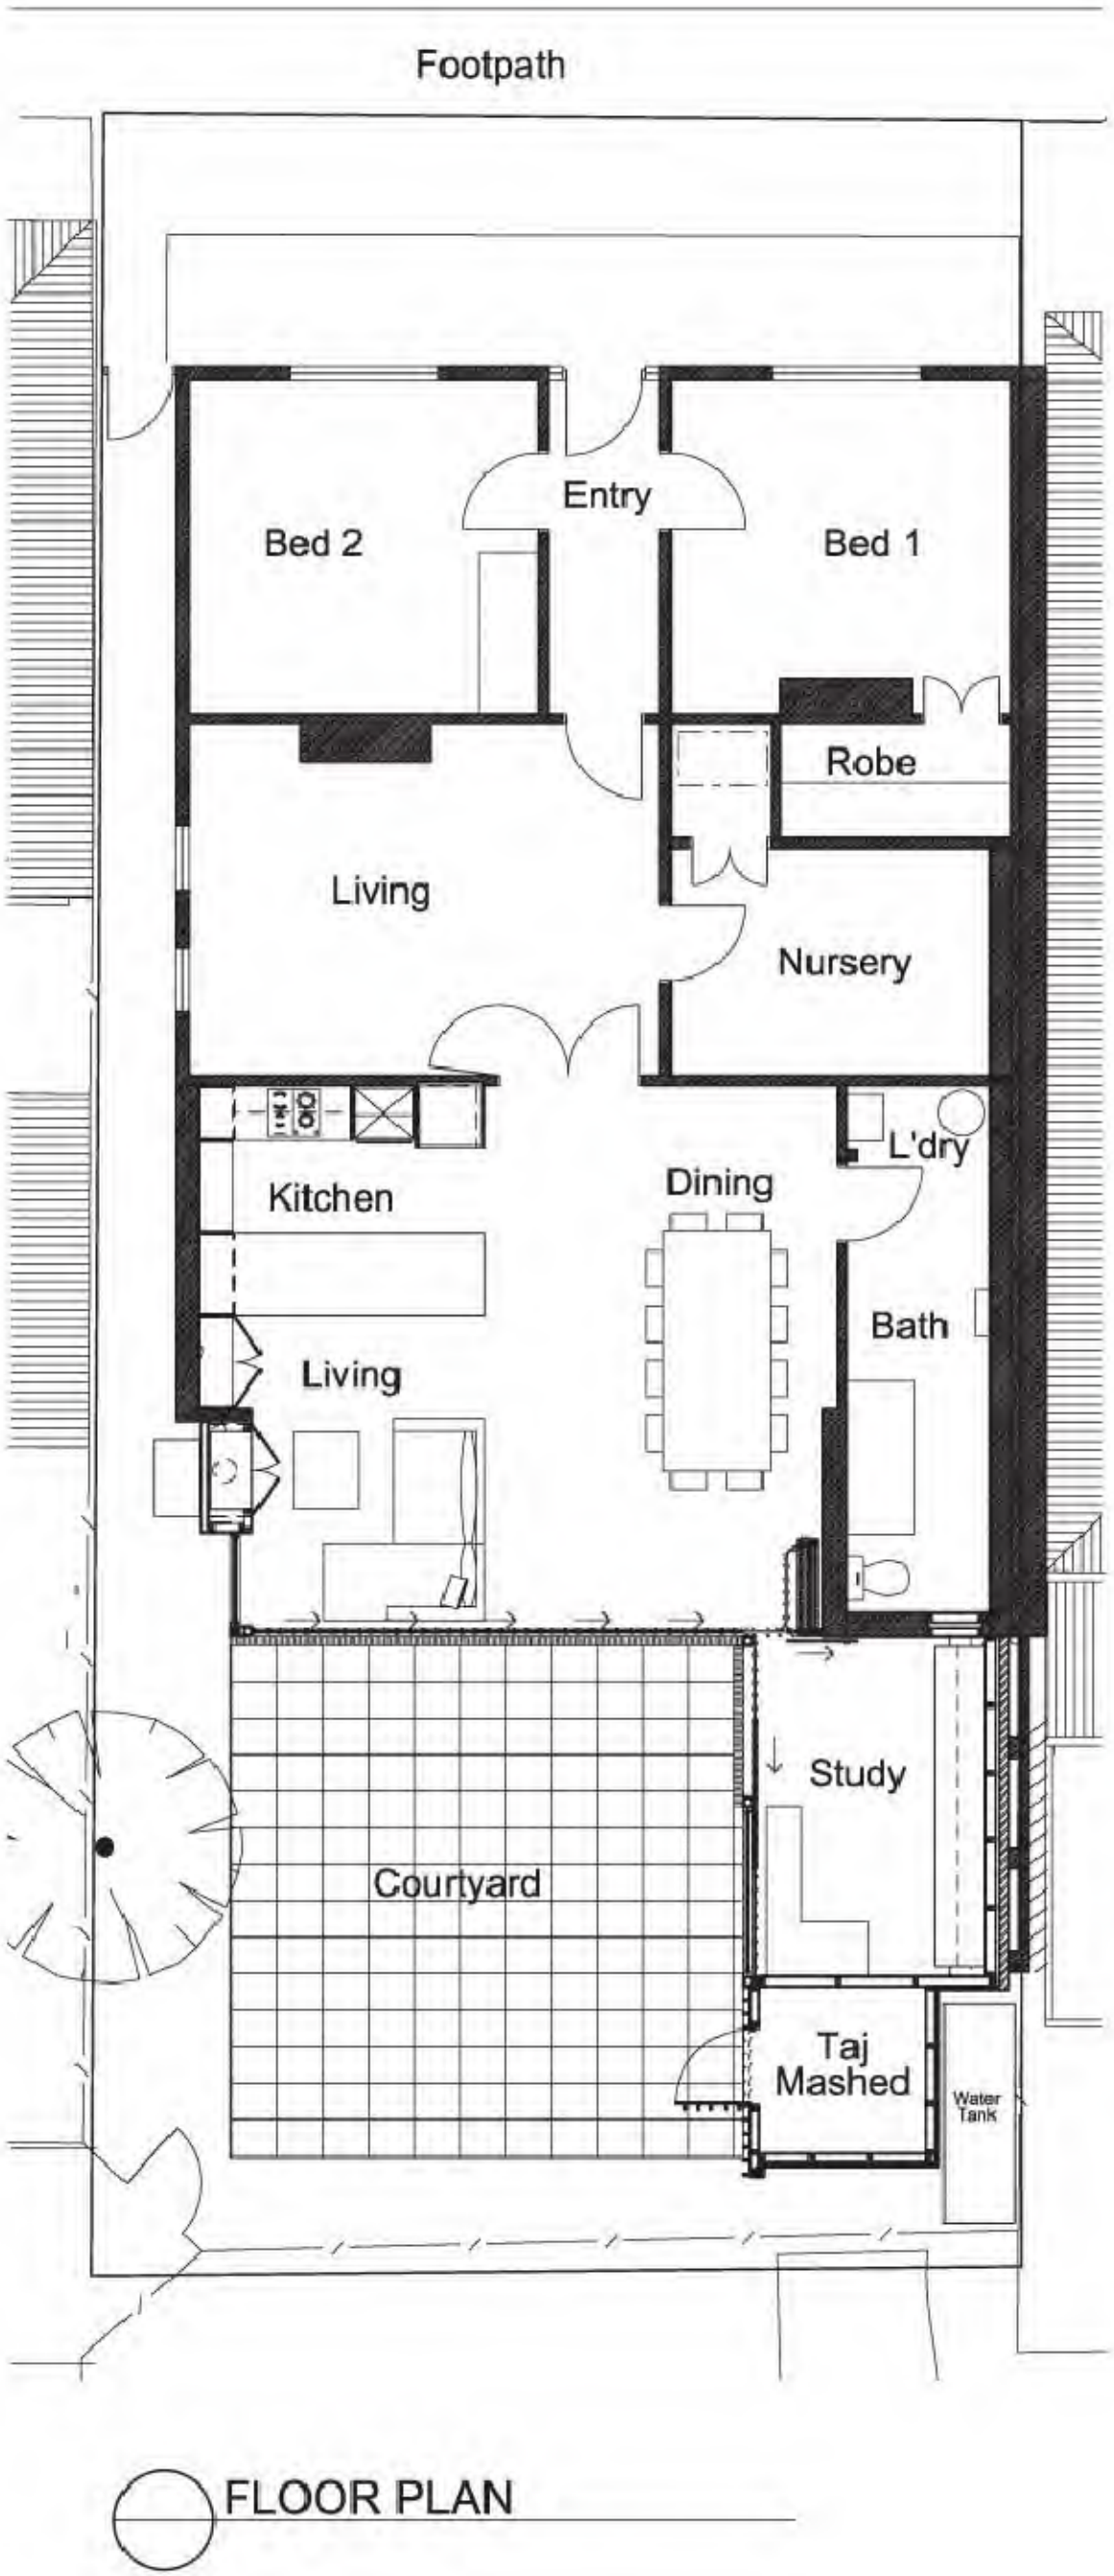 Footpath
Entry
Bed 2
Bed 1
Robe
Living
Nursery
L'dry
Dining
Kitchen
Bath
Living
Study
Courtyard
Taj
Mashed
Water
Tank
FLOOR PLAN